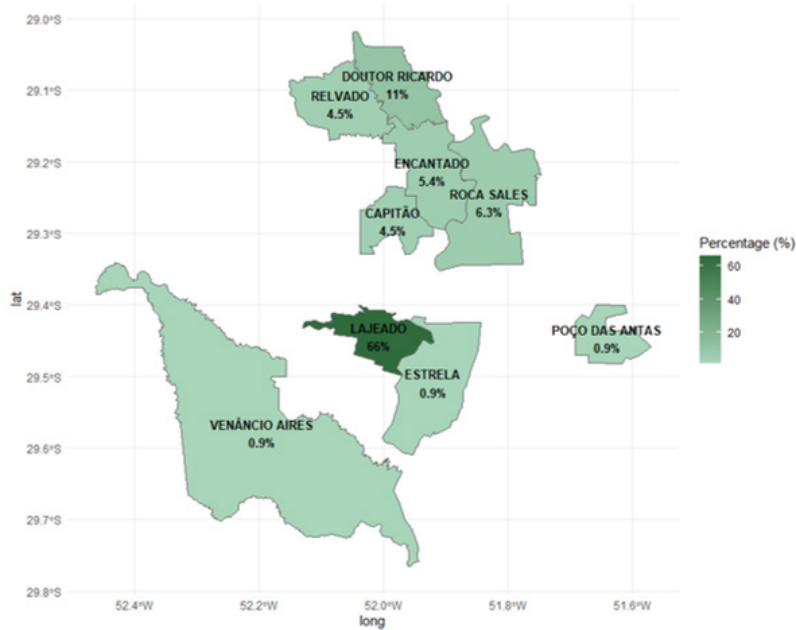 29.0°S
29.1°S
29.2°S
29.3°S
29.4°S
29.5°S
29.6°S
29.7°S
29.8°S
lat
DOUTOR RICARDO
11%
RELVADO
4.5%
ENCANTADO
5.4%
ROCA SALES
6.3%
CAPITÃO
4.5%
LAJEADO
66%
ESTRELA
0.9%
POÇO DAS ANTAS
0.9%
VENÂNCIO AIRES
0.9%
52.4°W 52.2°W 52.0°W 51.8°W 51.6°W
long
Percentage (%)
60
40
20